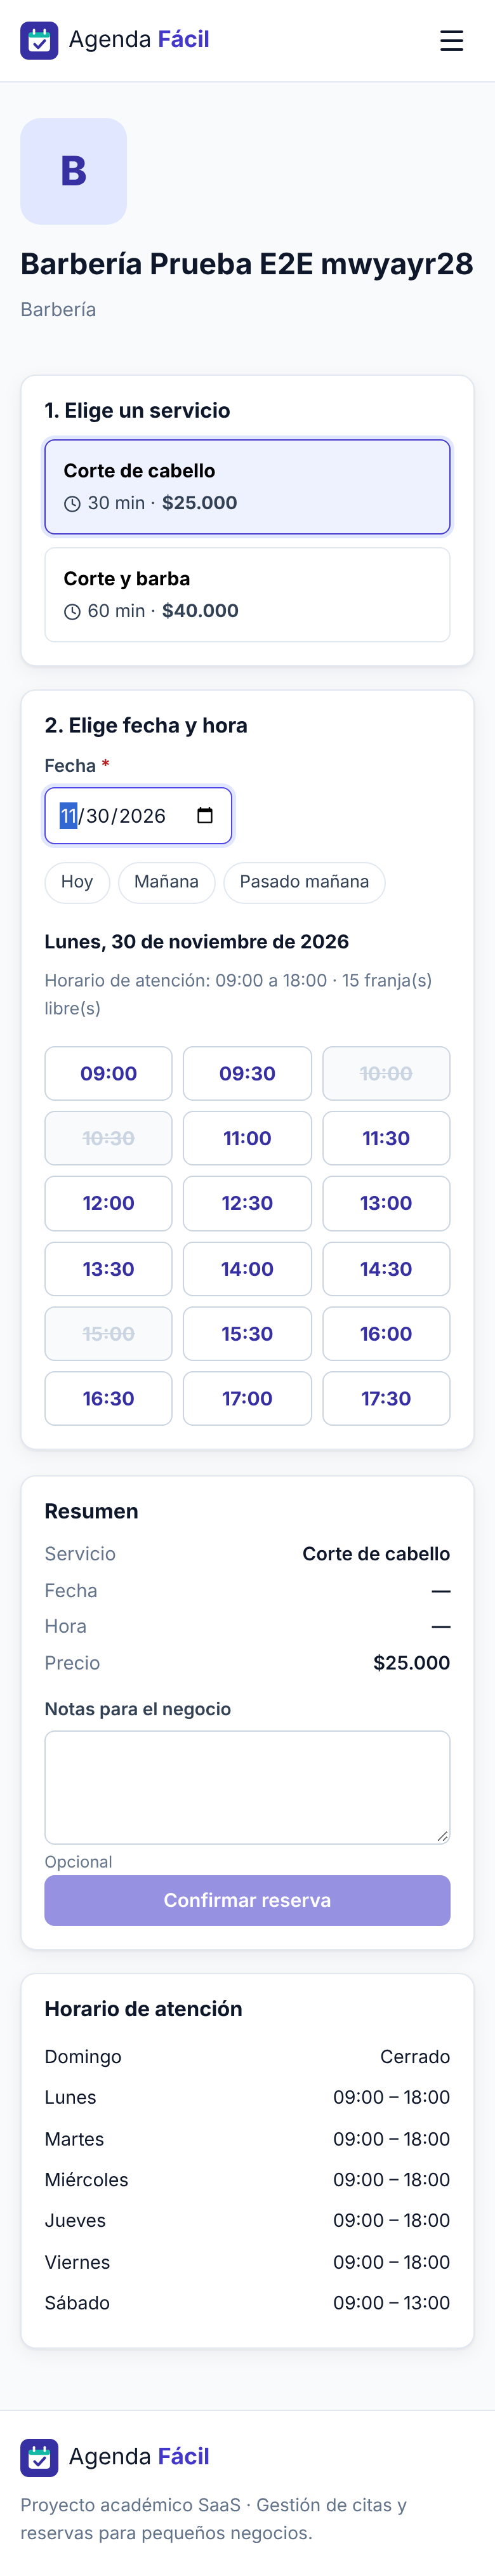 Agenda Fácil
B
Barbería Prueba E2E mwyayr28
Barbería
1. Elige un servicio
Corte de cabello
30 min · $25.000
Corte y barba
60 min · $40.000
2. Elige fecha y hora
Fecha *
11/30/2026
Hoy Mañana Pasado mañana
Lunes, 30 de noviembre de 2026
Horario de atención: 09:00 a 18:00 · 15 franja(s)
libre(s)
09:00 09:30 10:00
10:30 11:00 11:30
12:00 12:30 13:00
13:30 14:00 14:30
15:00 15:30 16:00
16:30 17:00 17:30
Resumen
Servicio Corte de cabello
Fecha —
Hora —
Precio $25.000
Notas para el negocio
Opcional
Confirmar reserva
Horario de atención
Domingo Cerrado
Lunes 09:00 – 18:00
Martes 09:00 – 18:00
Miércoles 09:00 – 18:00
Jueves 09:00 – 18:00
Viernes 09:00 – 18:00
Sábado 09:00 – 13:00
Agenda Fácil
Proyecto académico SaaS · Gestión de citas y
reservas para pequeños negocios.